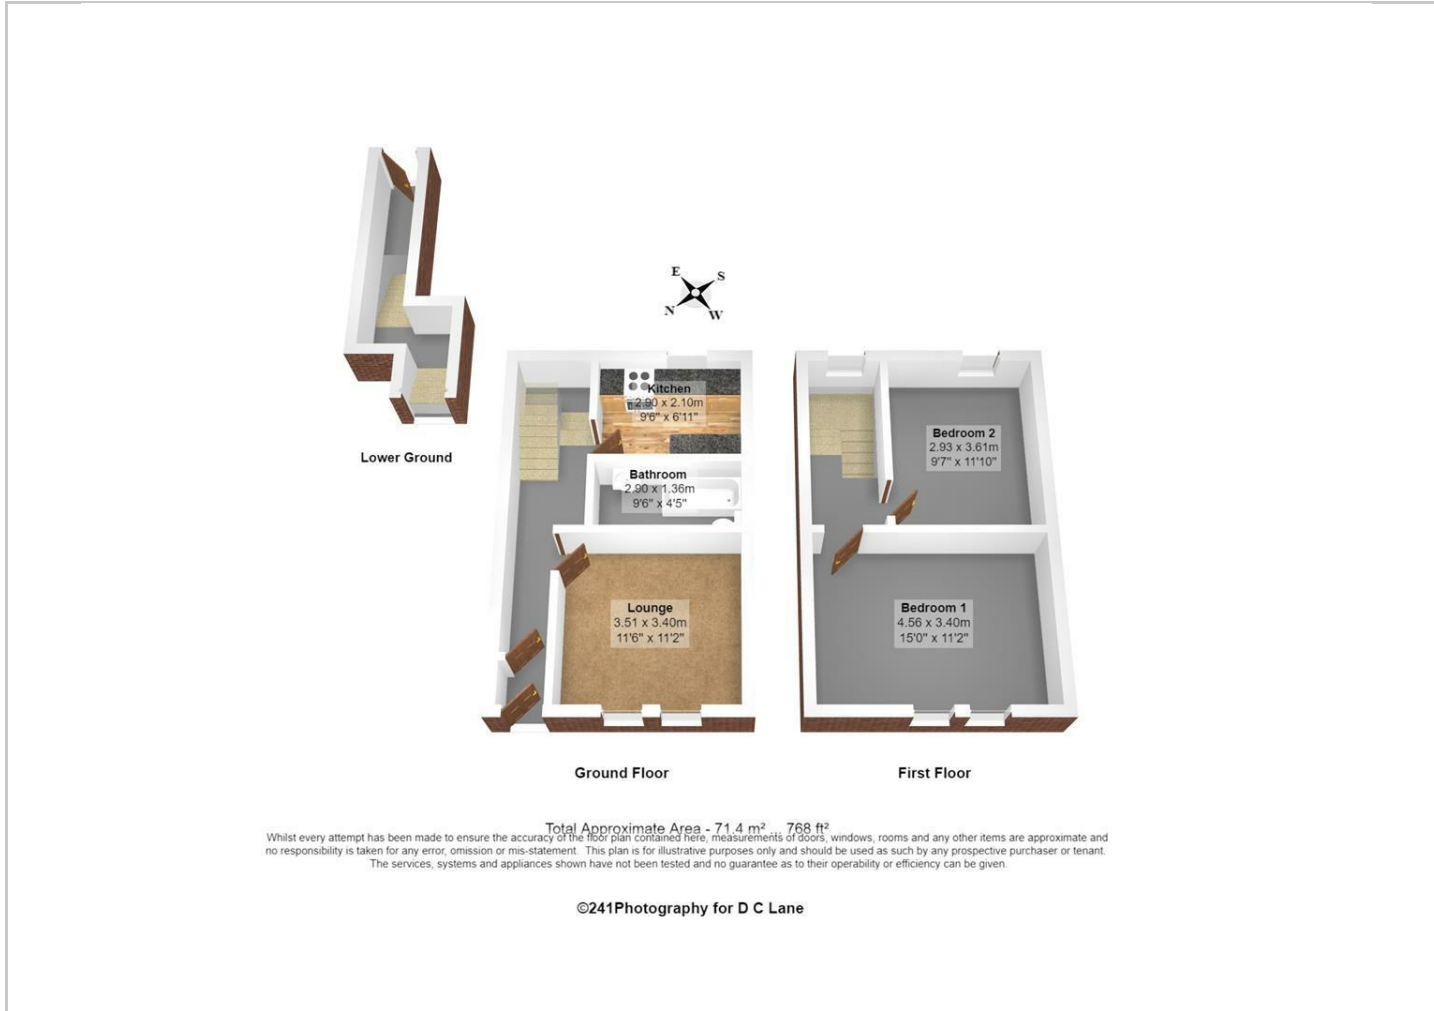 E
S
N
W
Lower Ground
Kitchen
2.90 x 2.10m
9'6" x 6'11"
Bathroom
2.90 x 1.36m
9'6" x 4'5"
Lounge
3.51 x 3.40m
11'6" x 11'2"
Ground Floor
Bedroom 2
2.93 x 3.61m
9'7" x 11'10"
Bedroom 1
4.56 x 3.40m
15'0" x 11'2"
First Floor
Total Approximate Area - 71.4 m² ... 768 ft²
Whilst every attempt has been made to ensure the accuracy of the floor plan contained here, measurements of doors, windows, rooms and any other items are approximate and
no responsibility is taken for any error, omission or mis-statement. This plan is for illustrative purposes only and should be used as such by any prospective purchaser or tenant.
The services, systems and appliances shown have not been tested and no guarantee as to their operability or efficiency can be given.
©241Photography for D C Lane